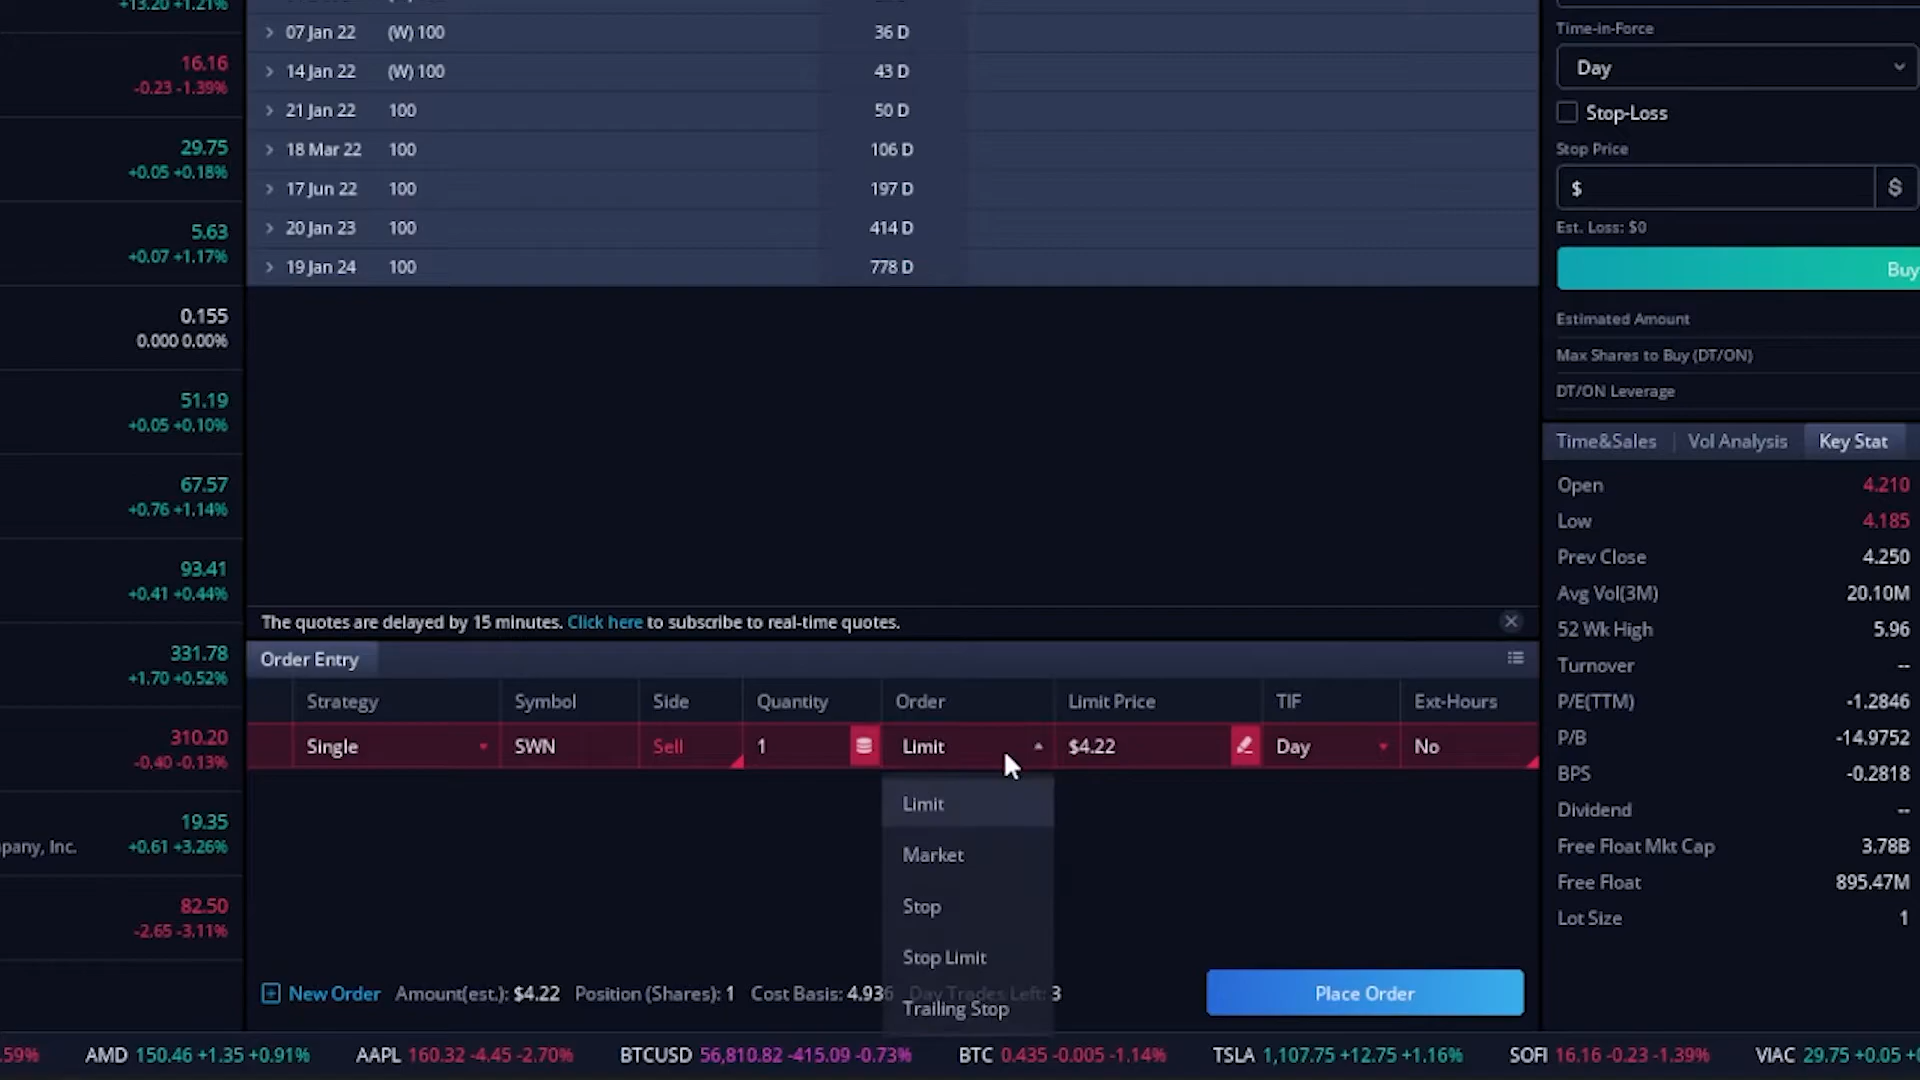 +13.20 +1.21%
16.16
-0.23 -1.39%
29.75
+0.05 +0.18%
5.63
+0.07 +1.17%
0.155
0.000 0.00%
51.19
+0.05 +0.10%
67.57
+0.76 +1.14%
93.41
+0.41 +0.44%
331.78
+1.70 +0.52%
310.20
-0.40 -0.13%
19.35
pany, Inc. +0.61 +3.26%
82.50
-2.65 -3.11%
07 Jan 22 (W) 100 36 D
14 Jan 22 (W) 100 43 D
21 Jan 22 100 50 D
18 Mar 22 100 106 D
17 Jun 22 100 197 D
20 Jan 23 100 414 D
19 Jan 24 100 778 D
The quotes are delayed by 15 minutes. Click here to subscribe to real-time quotes.
Order Entry
Strategy Symbol Side Quantity Order Limit Price TIF Ext-Hours
Single SWN Sell 1 Limit $4.22 Day No
Limit
Market
Stop
Stop Limit
Trailing Stop
New Order Amount(est.): $4.22 Position (Shares): 1 Cost Basis: 4.936 Day Trades Left: 3
Place Order
Time-in-Force
Day
Stop-Loss
Stop Price
$ $
Est. Loss: $0
Buy
Estimated Amount
Max Shares to Buy (DT/ON)
DT/ON Leverage
Time&Sales Vol Analysis Key Stat
Open 4.210
Low 4.185
Prev Close 4.250
Avg Vol(3M) 20.10M
52 Wk High 5.96
Turnover --
P/E(TTM) -1.2846
P/B -14.9752
BPS -0.2818
Dividend --
Free Float Mkt Cap 3.78B
Free Float 895.47M
Lot Size 1
.59% AMD 150.46 +1.35 +0.91% AAPL 160.32 -4.45 -2.70% BTCUSD 56,810.82 -415.09 -0.73% BTC 0.435 -0.005 -1.14% TSLA 1,107.75 +12.75 +1.16% SOFI 16.16 -0.23 -1.39% VIAC 29.75 +0.05 +0